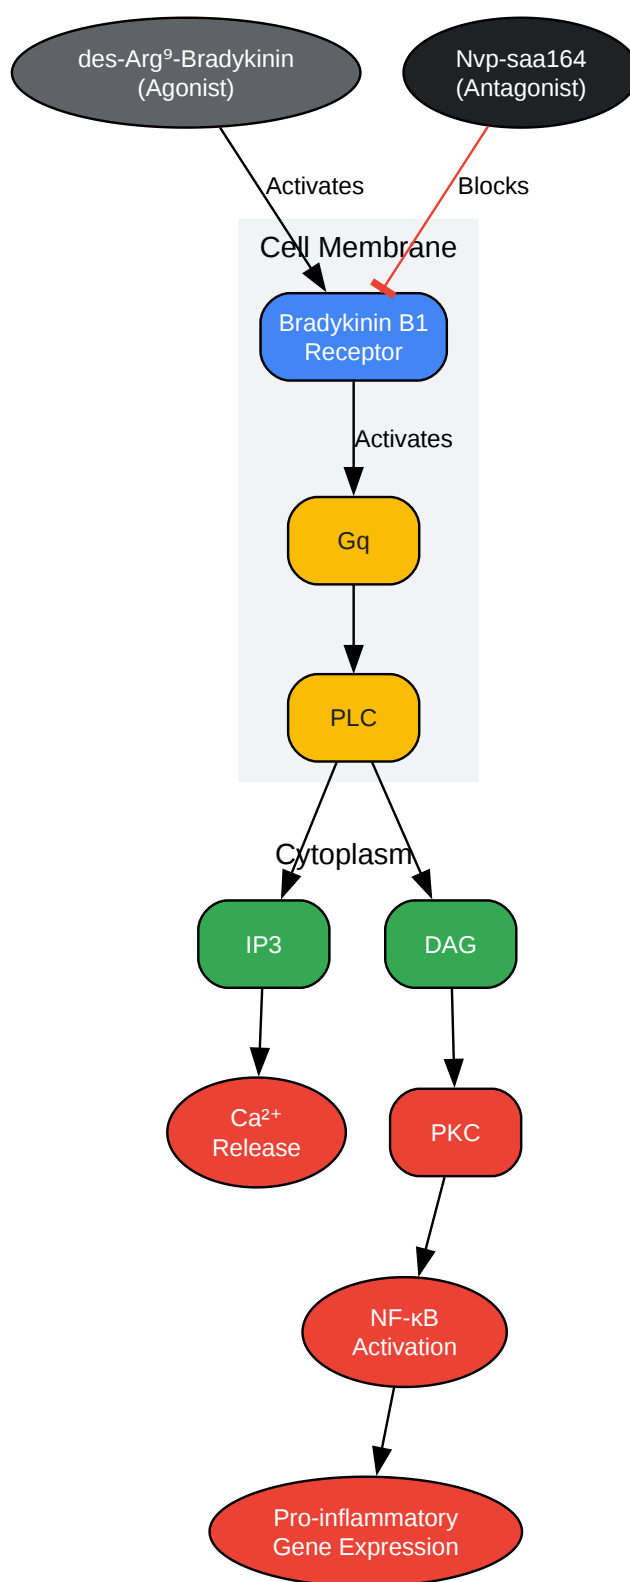 des-Arg⁹-Bradykinin
(Agonist)
Nvp-saa164
(Antagonist)
Activates
Blocks
Cell Membrane
Bradykinin B1
Receptor
Activates
Gq
PLC
Cytoplasm
IP3
DAG
Ca²⁺
Release
PKC
NF-κB
Activation
Pro-inflammatory
Gene Expression